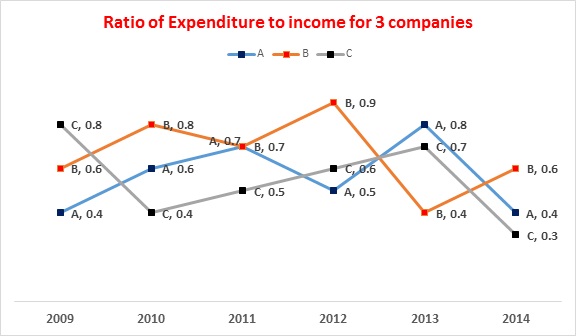 Ratio of Expenditure to income for 3 companies
A B C
C, 0.8
B, 0.6
A, 0.4
B, 0.8
A, 0.6
C, 0.4
A, 0.7
B, 0.7
C, 0.5
B, 0.9
C, 0.6
A, 0.5
A, 0.8
C, 0.7
B, 0.4
B, 0.6
A, 0.4
C, 0.3
2009 2010 2011 2012 2013 2014